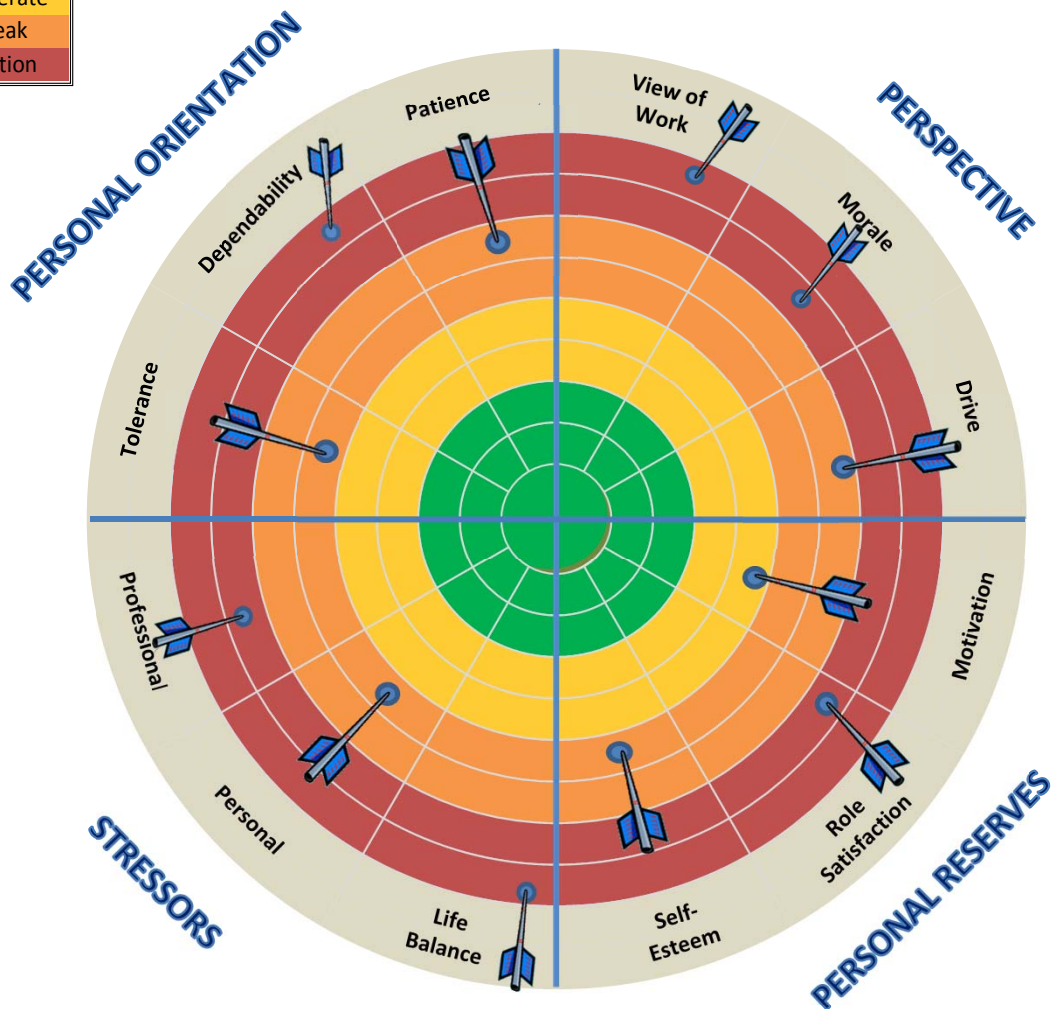 erate
eak
tion
PERSONAL ORIENTATION
PERSPECTIVE
Patience
View of
Work
Dependability
Morale
Tolerance
Drive
Professional
Motivation
Personal
Role
Satisfaction
Life
Balance
Self-
Esteem
STRESSORS
PERSONAL RESERVES